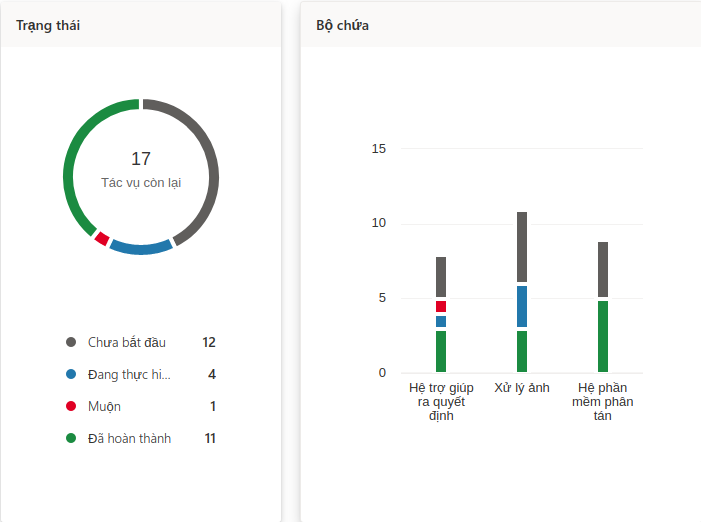 Trạng thái
17
Tác vụ còn lại
Chưa bắt đầu 12
Đang thực hi... 4
Muộn 1
Đã hoàn thành 11
Bộ chứa
15
10
5
0
Hệ trợ giúp
ra quyết
định
Xử lý ảnh
Hệ phần
mềm phân
tán